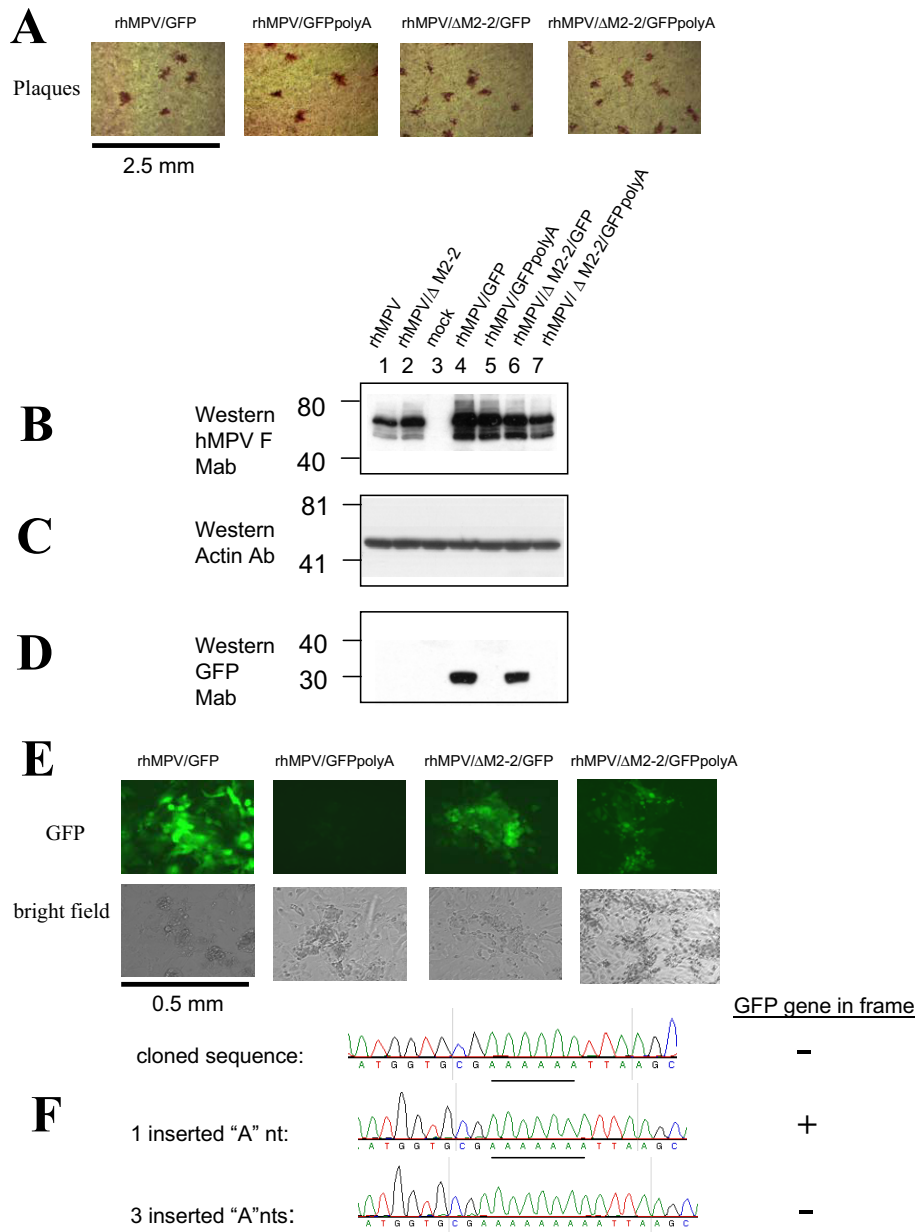 A
rhMPV/GFP rhMPV/GFPpolyA rhMPV/ΔM2-2/GFP rhMPV/ΔM2-2/GFPpolyA
Plaques
2.5 mm
rhMPV
rhMPV/Δ M2-2
mock
rhMPV/GFP
rhMPV/GFPpolyA
rhMPV/Δ M2-2/GFP
rhMPV/ Δ M2-2/GFPpolyA
1 2 3 4 5 6 7
B
Western
hMPV F
Mab
80
40
C
Western
Actin Ab
81
41
D
Western
GFP
Mab
40
30
E
rhMPV/GFP rhMPV/GFPpolyA rhMPV/ΔM2-2/GFP rhMPV/ΔM2-2/GFPpolyA
GFP
bright field
0.5 mm
GFP gene in frame
cloned sequence: –
A T G G T G C G A A A A A A T T A A G C
F
1 inserted “A” nt: +
A T G G T G C G A A A A A A A T T A A G C
3 inserted “A”nts: –
A T G G T G C G A A A A A A A A A T T A A G C